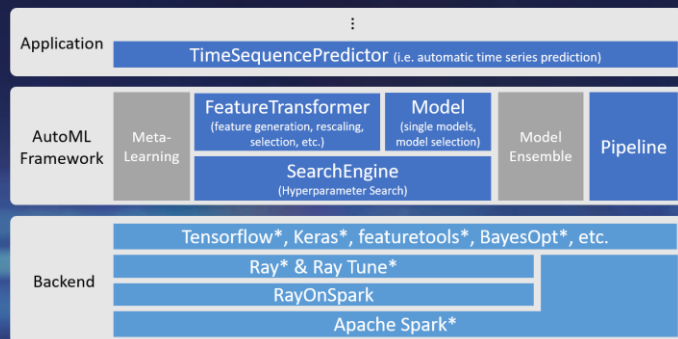 ⋮
Application
TimeSequencePredictor (i.e. automatic time series prediction)
AutoML
Framework
Meta-
Learning
FeatureTransformer
(feature generation, rescaling,
selection, etc.)
Model
(single models,
model selection)
SearchEngine
(Hyperparameter Search)
Model
Ensemble
Pipeline
Backend
Tensorflow*, Keras*, featuretools*, BayesOpt*, etc.
Ray* & Ray Tune*
RayOnSpark
Apache Spark*